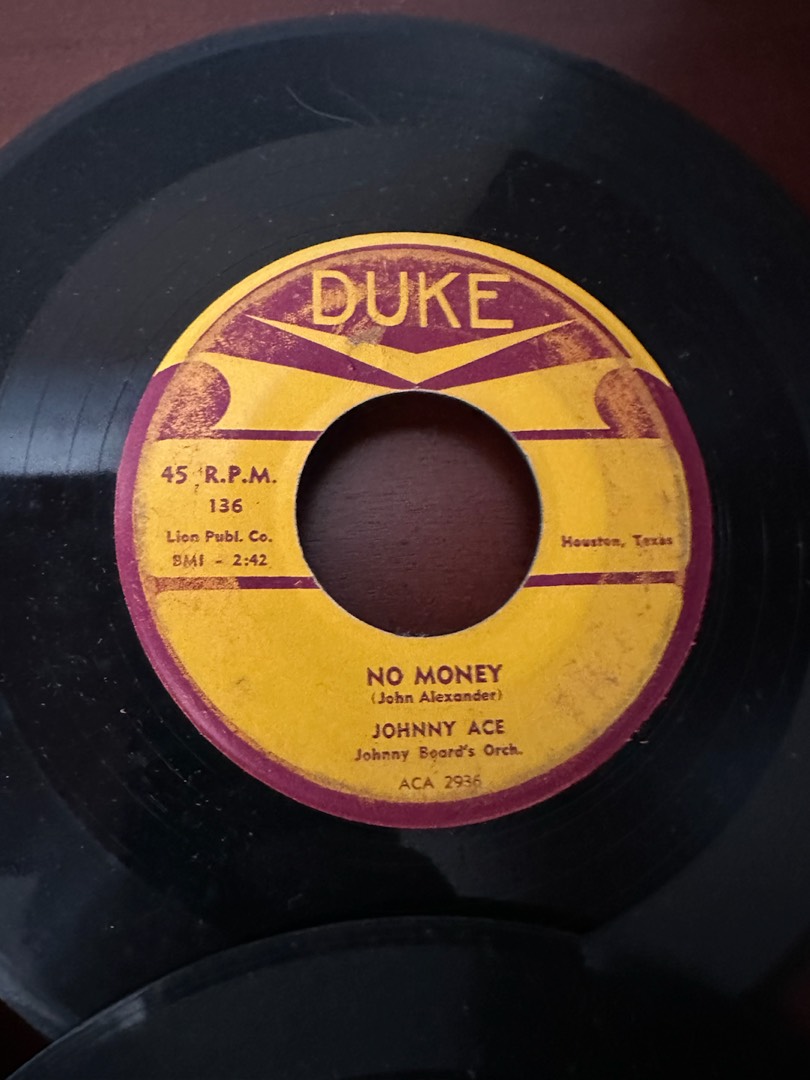 DUKE
45 R.P.M.
136
Lion Publ. Co.
BMI - 2:42
Houston, Texas
NO MONEY
(John Alexander)
JOHNNY ACE
Johnny Board's Orch.
ACA 2936